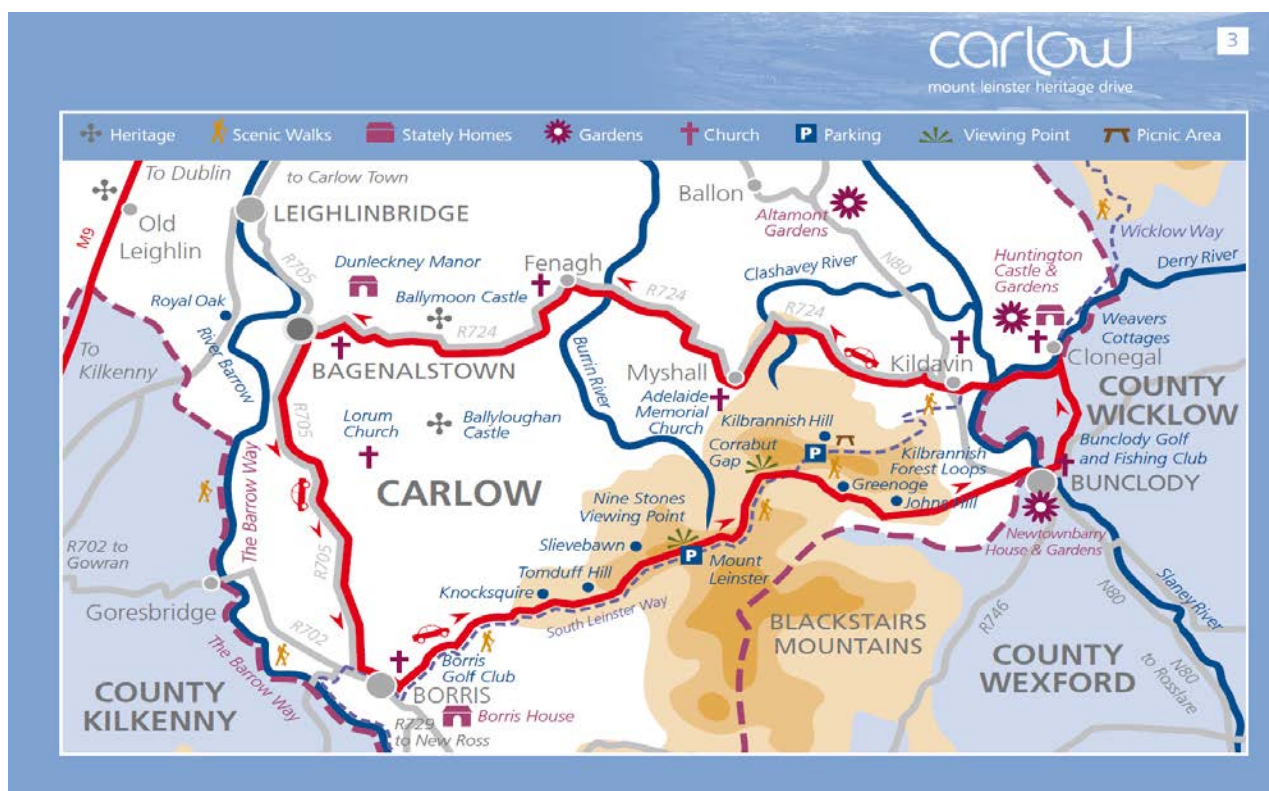 carlow
mount leinster heritage drive
3
Heritage
Scenic Walks
Stately Homes
Gardens
Church
P
Parking
Viewing Point
Picnic Area
To Dublin
to Carlow Town
M9
Old
Leighlin
LEIGHLINBRIDGE
R705
Ballon
Altamont
Gardens
N80
Wicklow Way
Derry River
Huntington
Castle &
Gardens
Dunleckney Manor
Fenagh
Clashavey River
R724
Royal Oak
Ballymoon Castle
R724
R724
Weavers
Cottages
River Barrow
To
Kilkenny
BAGENALSTOWN
Burrin River
Myshall
Kildavin
Clonegal
COUNTY
WICKLOW
Adelaide
Memorial
Church
Kilbrannish Hill
R705
Lorum
Church
Ballyloughan
Castle
Corrabut
Gap
P
Kilbrannish
Forest Loops
Bunclody Golf
and Fishing Club
BUNCLODY
The Barrow Way
CARLOW
Greenoge
Johns Hill
Nine Stones
Viewing Point
Newtownbarry
House & Gardens
R702 to
Gowran
R705
Slievebawn
P
Mount
Leinster
Tomduff Hill
Knocksquire
Goresbridge
South Leinster Way
Slaney River
N80
R746
BLACKSTAIRS
MOUNTAINS
R702
The Barrow Way
Borris
Golf Club
COUNTY
WEXFORD
N80
to Rosslare
COUNTY
KILKENNY
BORRIS
Borris House
R729
to New Ross